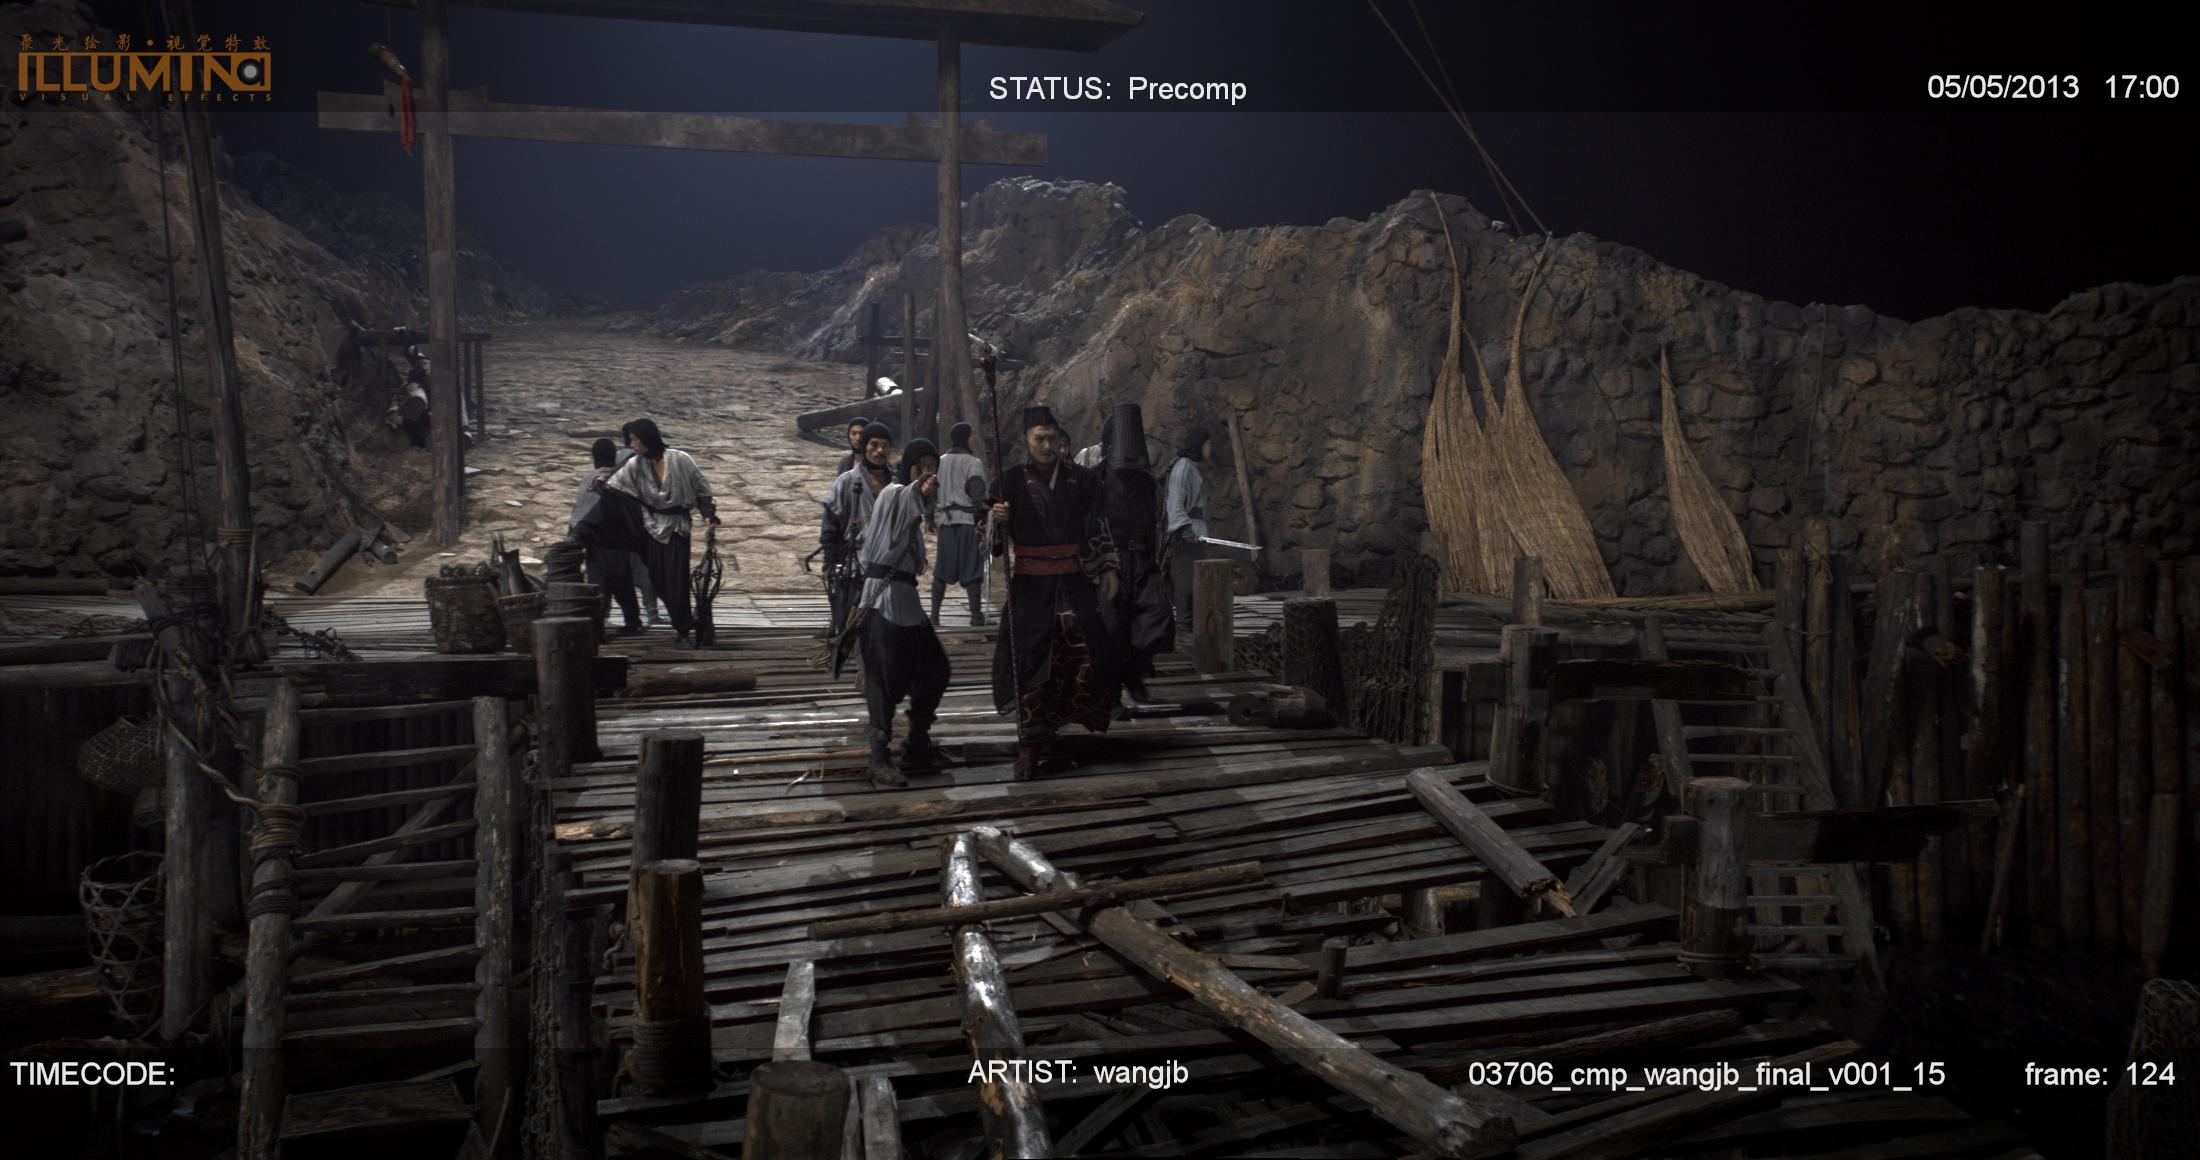 聚光绘影·视觉特效
ILLUMINa
VISUAL EFFECTS
STATUS: Precomp
05/05/2013 17:00
TIMECODE:
ARTIST: wangjb
03706_cmp_wangjb_final_v001_15
frame: 124